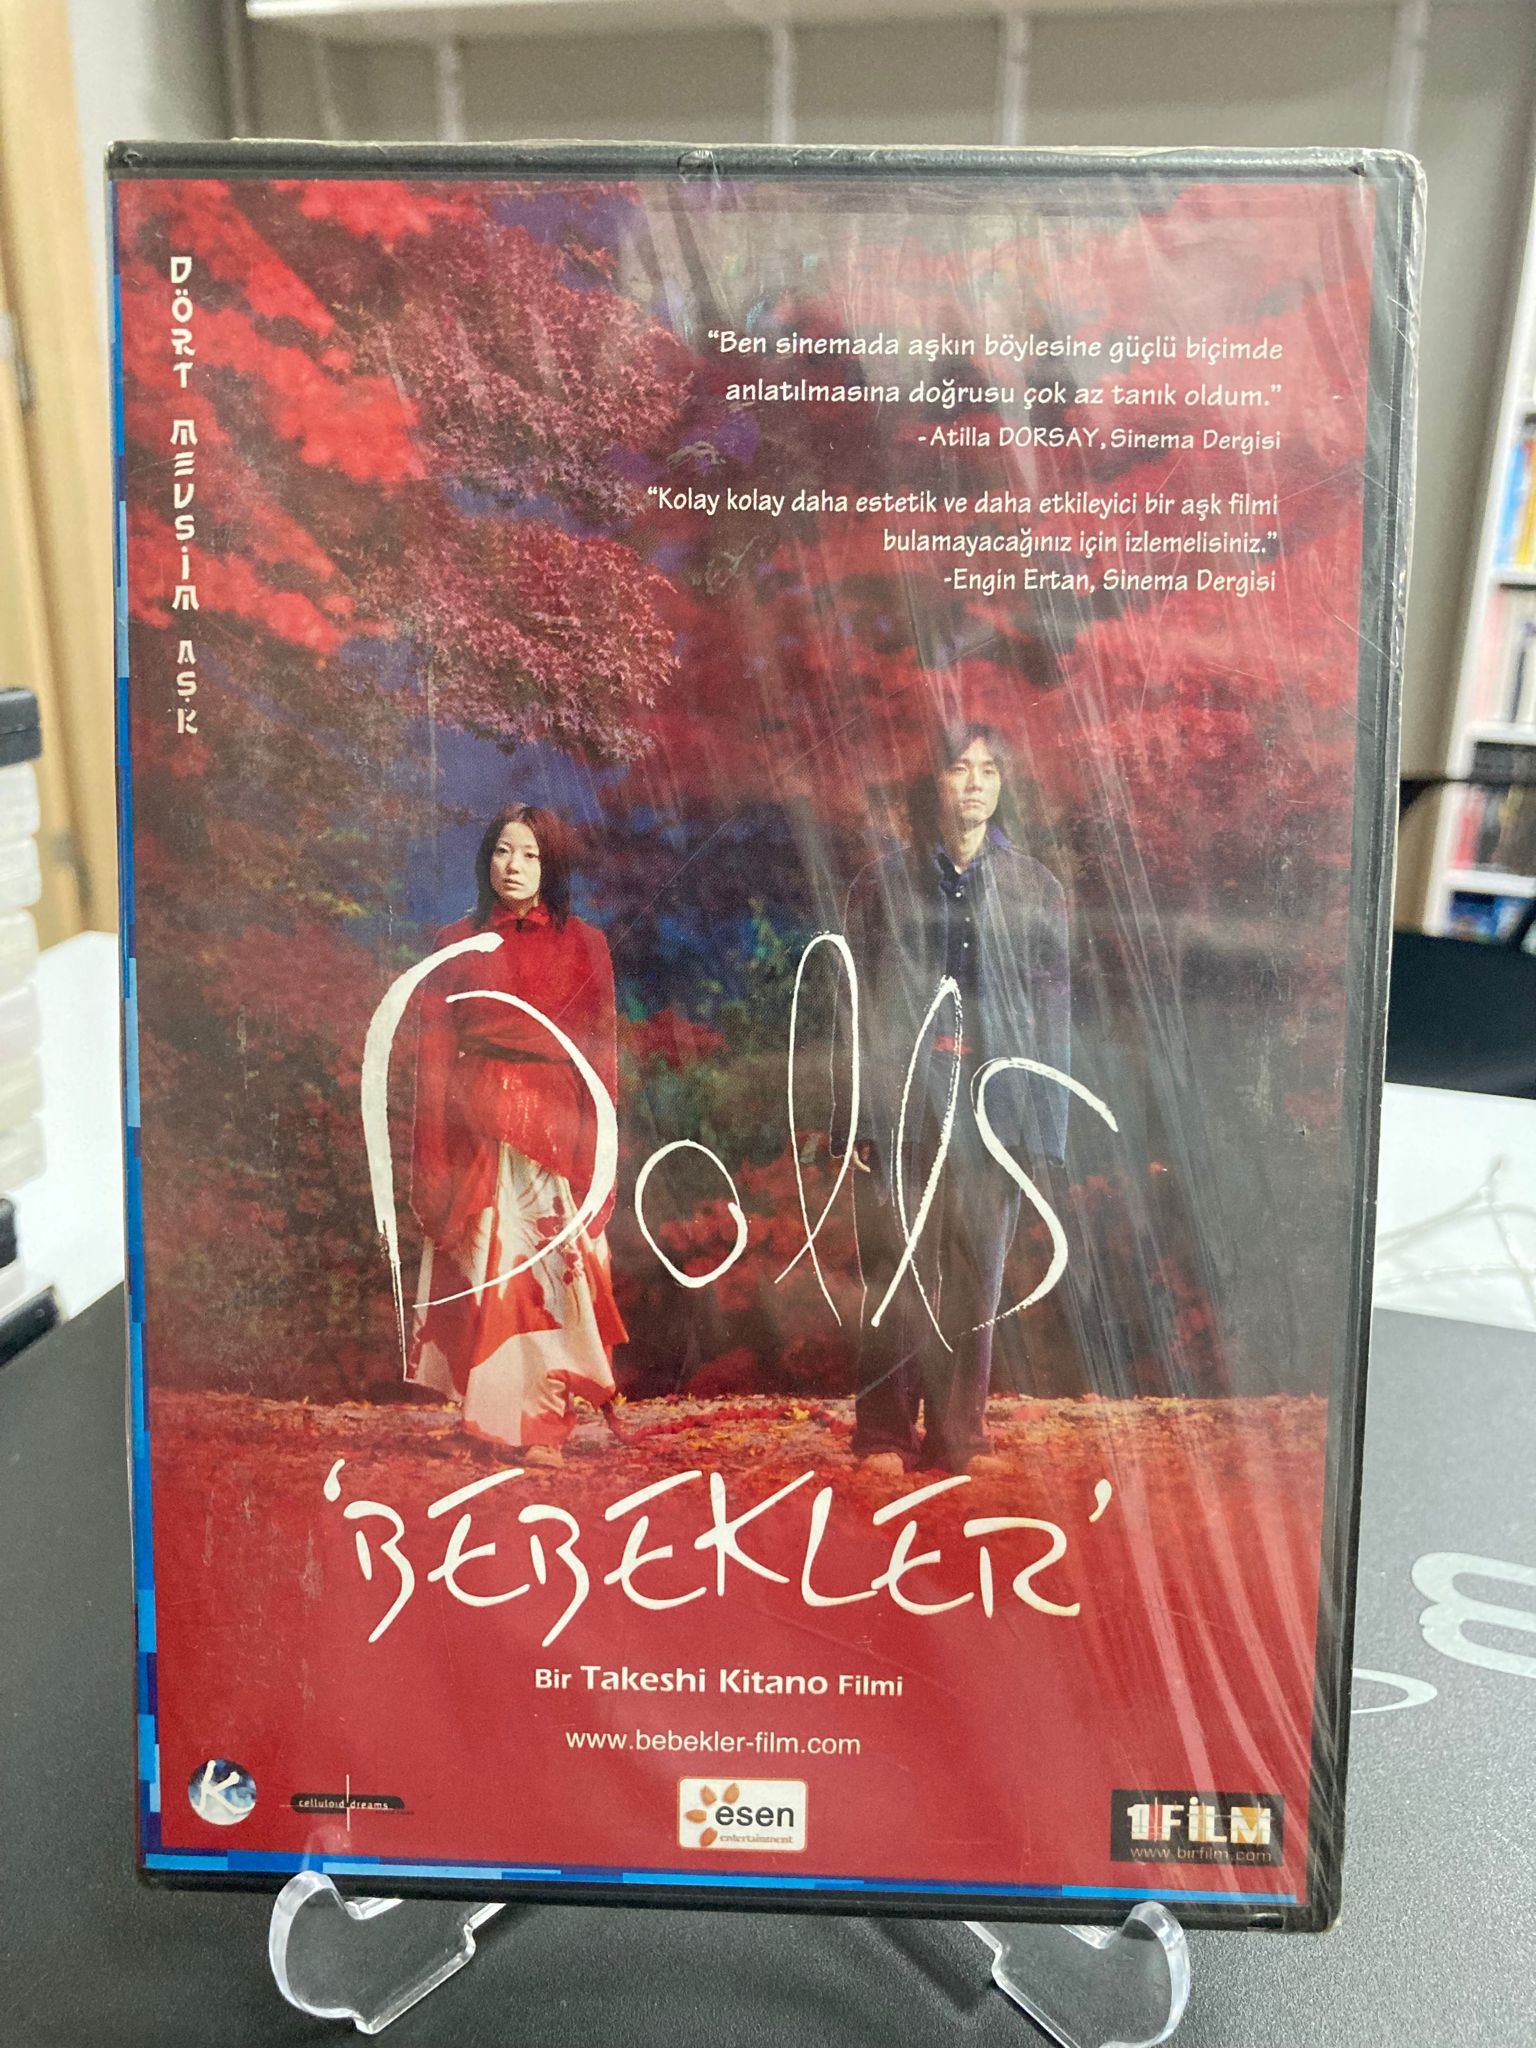 DÖRT MEVSİM AŞK
“Ben sinemada aşkın böylesine güçlü biçimde
anlatılmasına doğrusu çok az tanık oldum.”
-Atilla DORSAY, Sinema Dergisi
“Kolay kolay daha estetik ve daha etkileyici bir aşk filmi
bulamayacağınız için izlemelisiniz.”
-Engin Ertan, Sinema Dergisi
Dolls
‘BEBEKLER’
Bir Takeshi Kitano Filmi
www.bebekler-film.com
K
celluloid dreams
esen
entertainment
1 FİLM
www.birfilm.com